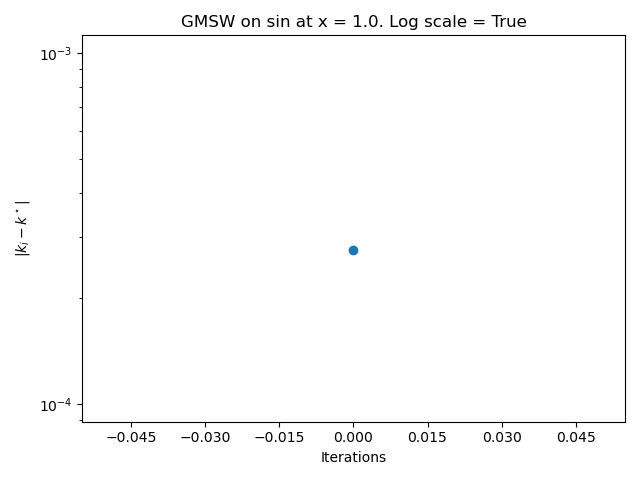 GMSW on sin at x = 1.0. Log scale = True
10⁻³
|kᵢ − k*|
10⁻⁴
−0.045 −0.030 −0.015 0.000 0.015 0.030 0.045
Iterations